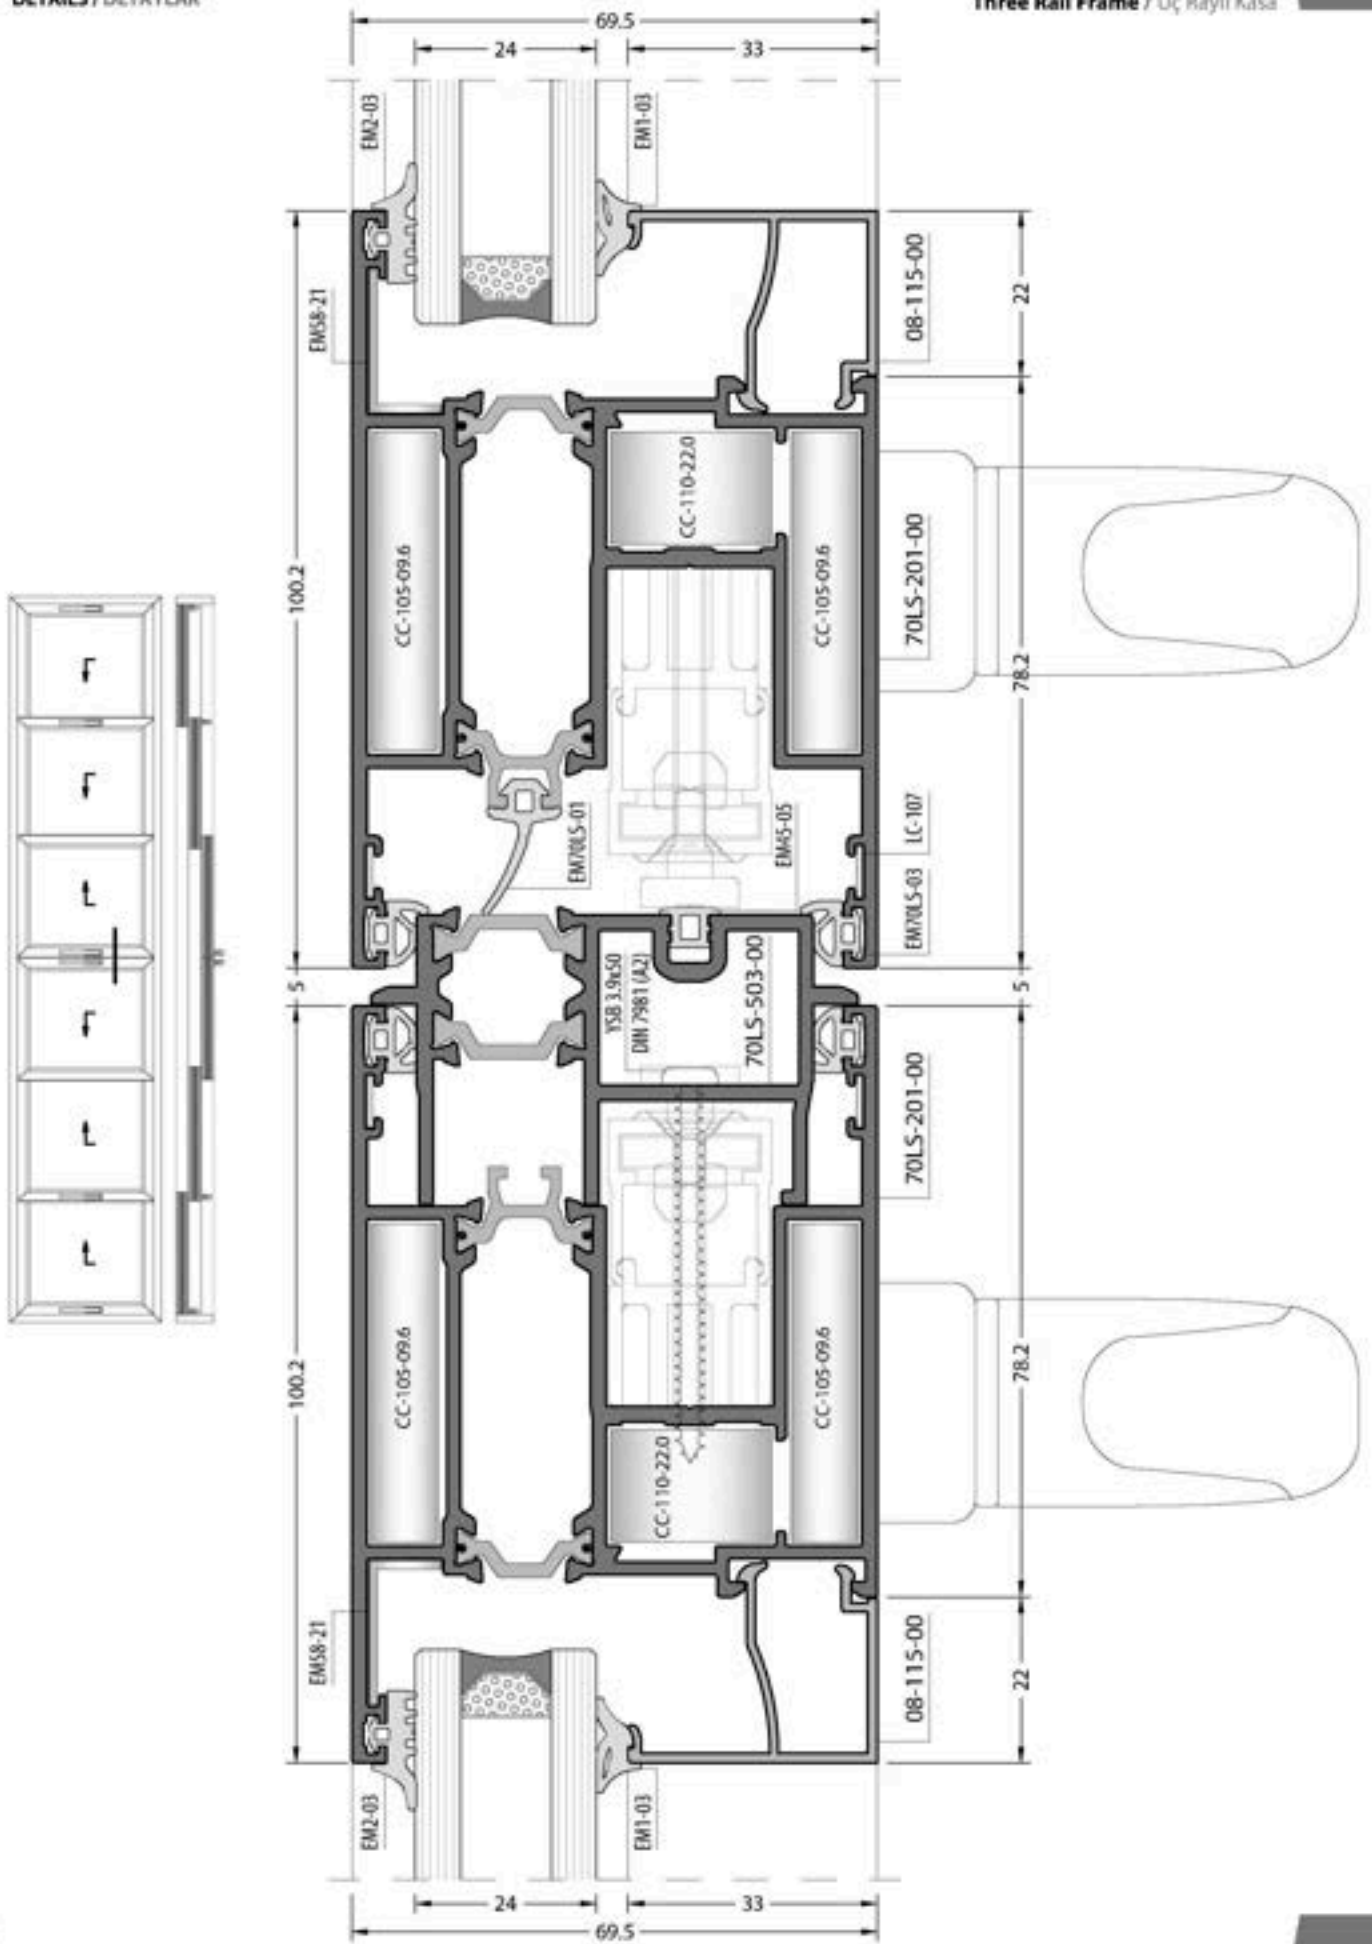 DETAILS / DETAYLAR
Three Rail Frame / Üç Raylı Kasa
69.5
24
33
EM2-03
EM1-03
EM58-21
08-115-00
22
100.2
CC-105-09.6
CC-110-22.0
CC-105-09.6
70LS-201-00
78.2
EM70LS-01
EM45-05
LC-107
EM70LS-03
5
YSB 3.9x50
DIN 7981 (A2)
70LS-503-00
5
70LS-201-00
100.2
CC-105-09.6
CC-110-22.0
CC-105-09.6
78.2
EM58-21
08-115-00
22
EM2-03
EM1-03
24
33
69.5